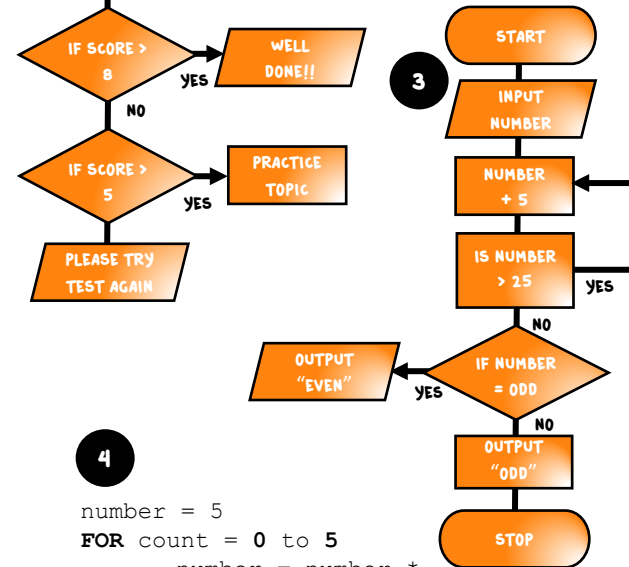 IF SCORE >
8
YES
WELL
DONE!!
NO
IF SCORE >
5
YES
PRACTICE
TOPIC
PLEASE TRY
TEST AGAIN
3
START
INPUT
NUMBER
NUMBER
+ 5
IS NUMBER
> 25
YES
NO
IF NUMBER
= ODD
YES
OUTPUT
“EVEN”
NO
OUTPUT
“ODD”
STOP
4
number = 5
FOR count = 0 to 5
number = number *